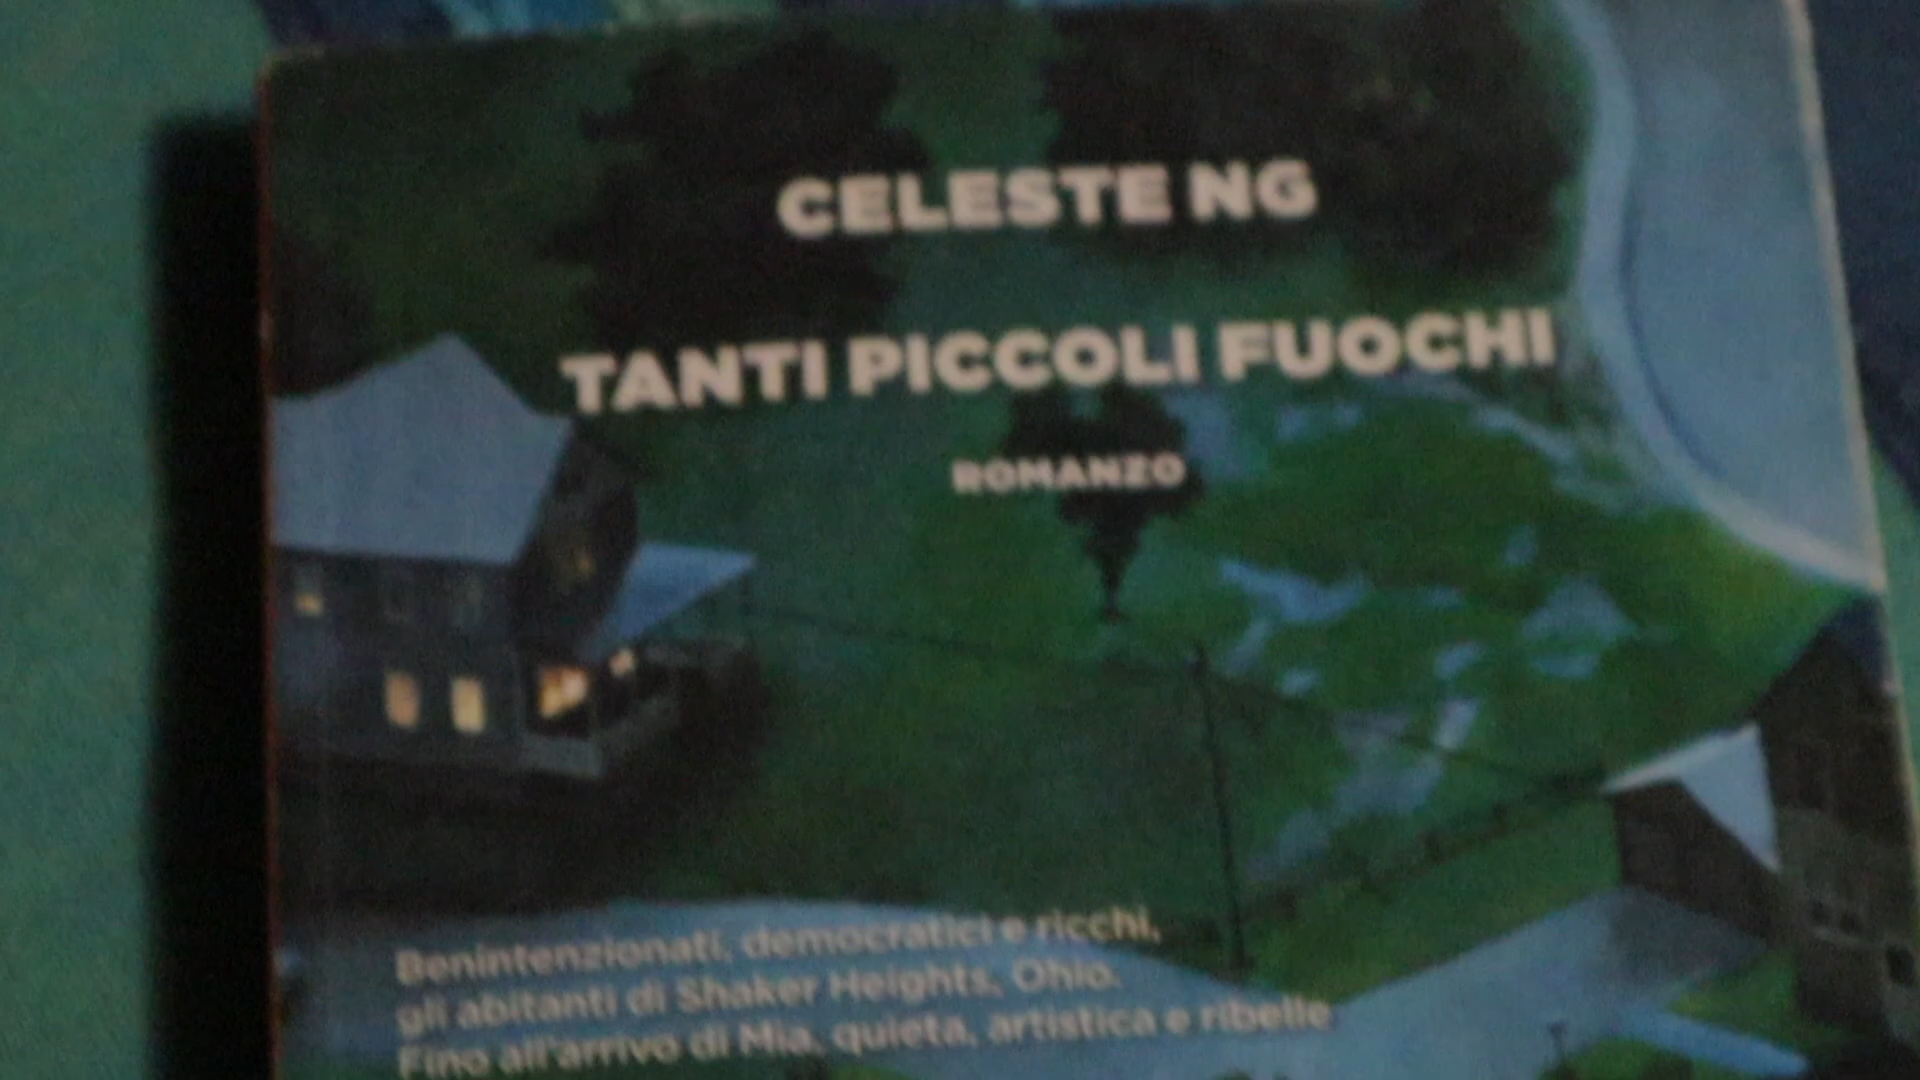 CELESTE NG
TANTI PICCOLI FUOCHI
ROMANZO
Benintenzionati, democratici e ricchi,
gli abitanti di Shaker Heights, Ohio.
Fino all'arrivo di Mia, quieta, artistica e ribelle